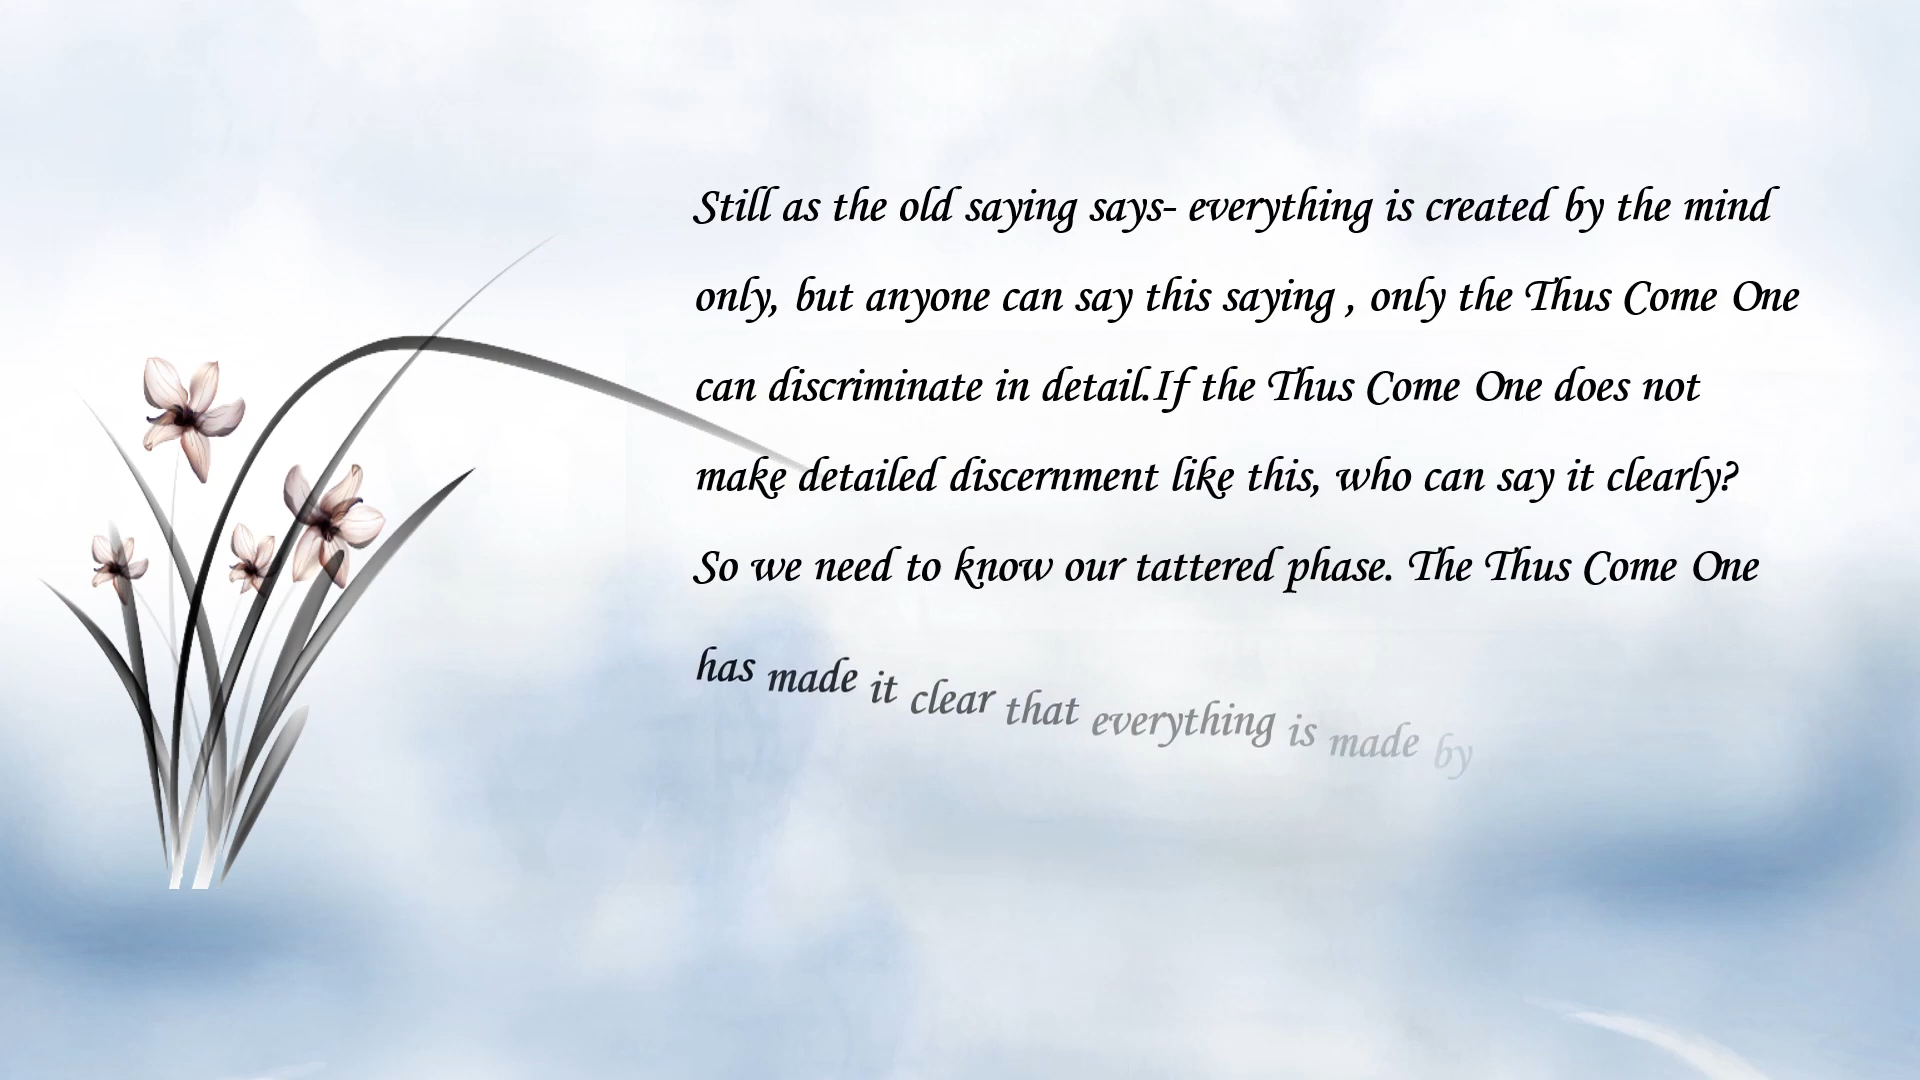 Still as the old saying says- everything is created by the mind
only, but anyone can say this saying , only the Thus Come One
can discriminate in detail.If the Thus Come One does not
make detailed discernment like this, who can say it clearly?
So we need to know our tattered phase. The Thus Come One
has made it clear that everything is made by